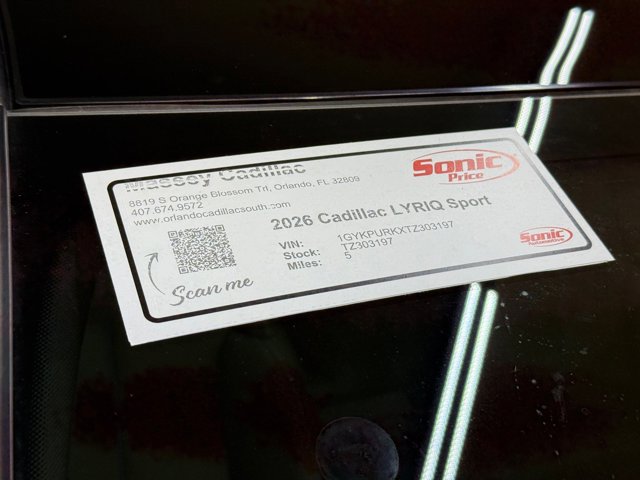 Massey Cadillac
8819 S Orange Blossom Trl, Orlando, FL 32809
407.674.9572
www.orlandocadillacsouth.com
Sonic
Price
2026 Cadillac LYRIQ Sport
VIN: 1GYKPURKXTZ303197
Stock: TZ303197
Miles: 5
Scan me
Sonic
Automotive